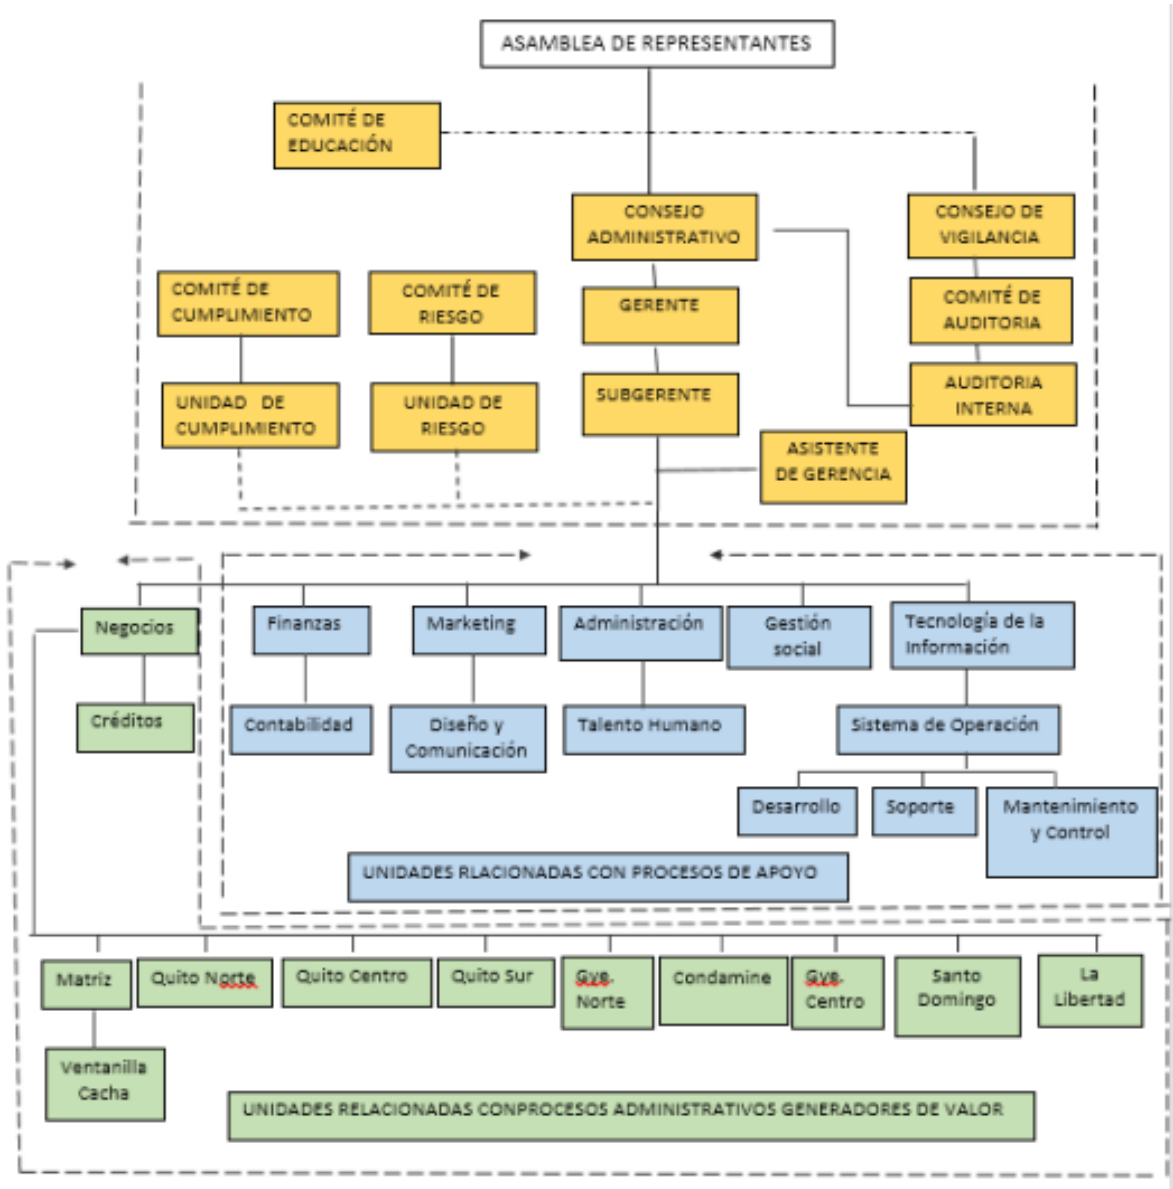 ASAMBLEA DE REPRESENTANTES
COMITÉ DE
EDUCACIÓN
CONSEJO
ADMINISTRATIVO
CONSEJO DE
VIGILANCIA
COMITÉ DE
CUMPLIMIENTO
COMITÉ DE
RIESGO
GERENTE
COMITÉ DE
AUDITORIA
UNIDAD DE
CUMPLIMIENTO
UNIDAD DE
RIESGO
SUBGERENTE
AUDITORIA
INTERNA
ASISTENTE
DE GERENCIA
Negocios
Finanzas
Marketing
Administración
Gestión
social
Tecnología de la
Información
Créditos
Contabilidad
Diseño y
Comunicación
Talento Humano
Sistema de Operación
Desarrollo
Soporte
Mantenimiento
y Control
UNIDADES RLACIONADAS CON PROCESOS DE APOYO
Matriz
Quito Norte
Quito Centro
Quito Sur
Gye.
Norte
Condamine
Gye.
Centro
Santo
Domingo
La
Libertad
Ventanilla
Cacha
UNIDADES RELACIONADAS CONPROCESOS ADMINISTRATIVOS GENERADORES DE VALOR